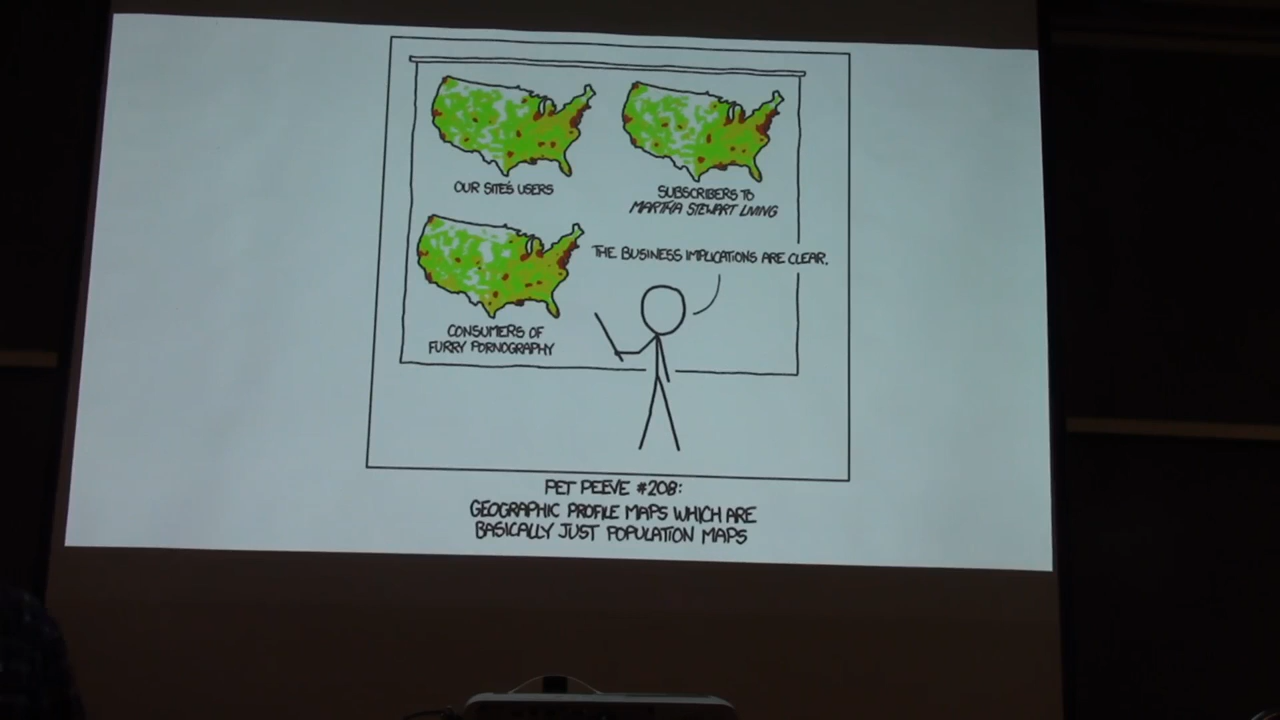 OUR SITE'S USERS
SUBSCRIBERS TO
MARTHA STEWART LIVING
THE BUSINESS IMPLICATIONS ARE CLEAR.
CONSUMERS OF
FURRY PORNOGRAPHY
PET PEEVE #208:
GEOGRAPHIC PROFILE MAPS WHICH ARE
BASICALLY JUST POPULATION MAPS